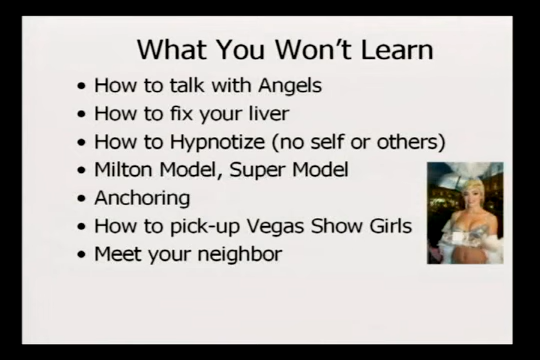 What You Won't Learn
• How to talk with Angels
• How to fix your liver
• How to Hypnotize (no self or others)
• Milton Model, Super Model
• Anchoring
• How to pick-up Vegas Show Girls
• Meet your neighbor